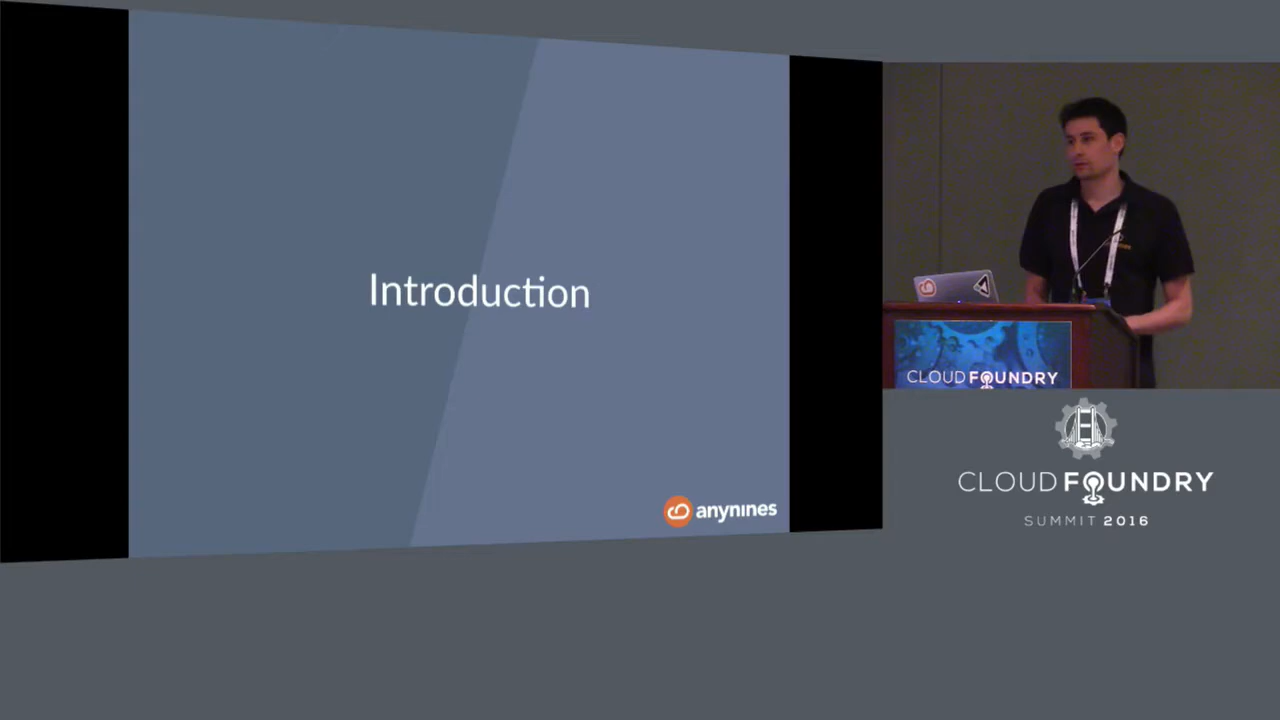 Introduction
anynines
CLOUD FOUNDRY
CLOUD FOUNDRY
SUMMIT 2016